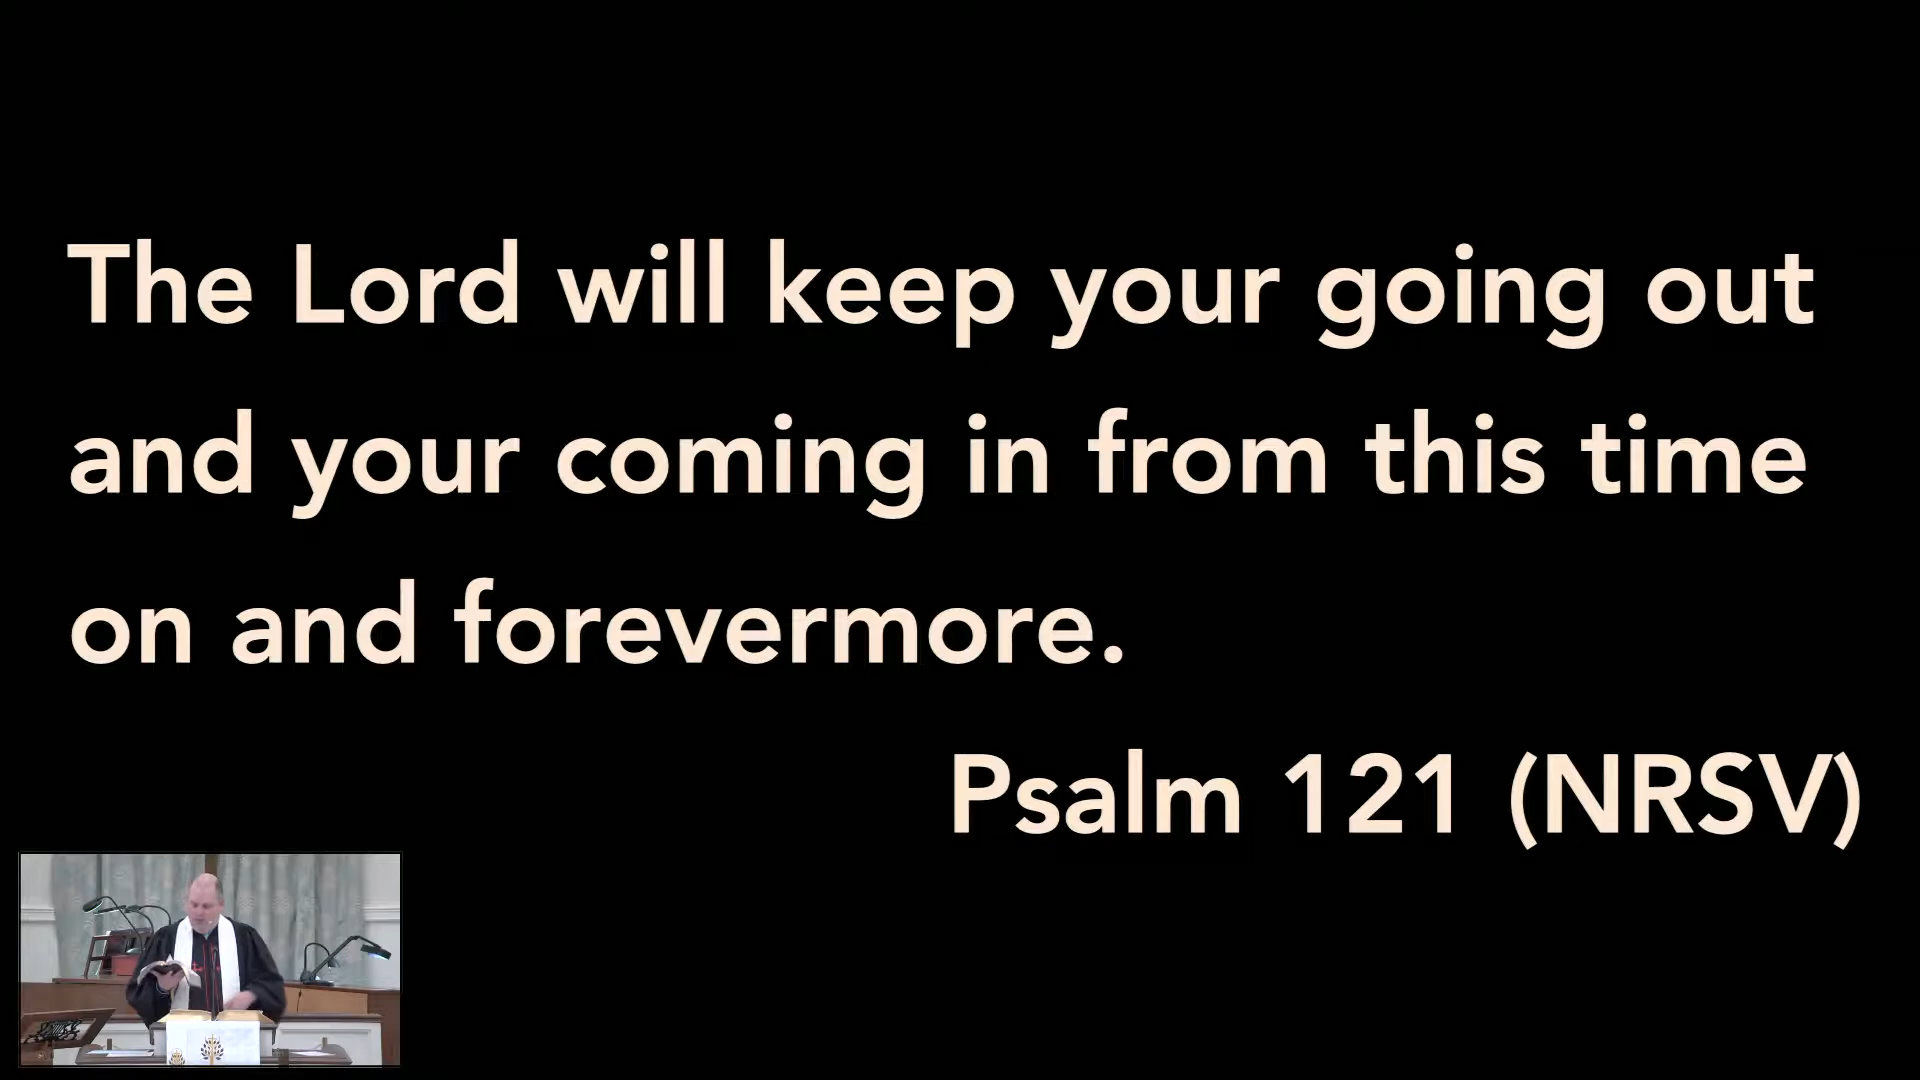 The Lord will keep your going out
and your coming in from this time
on and forevermore.
Psalm 121 (NRSV)